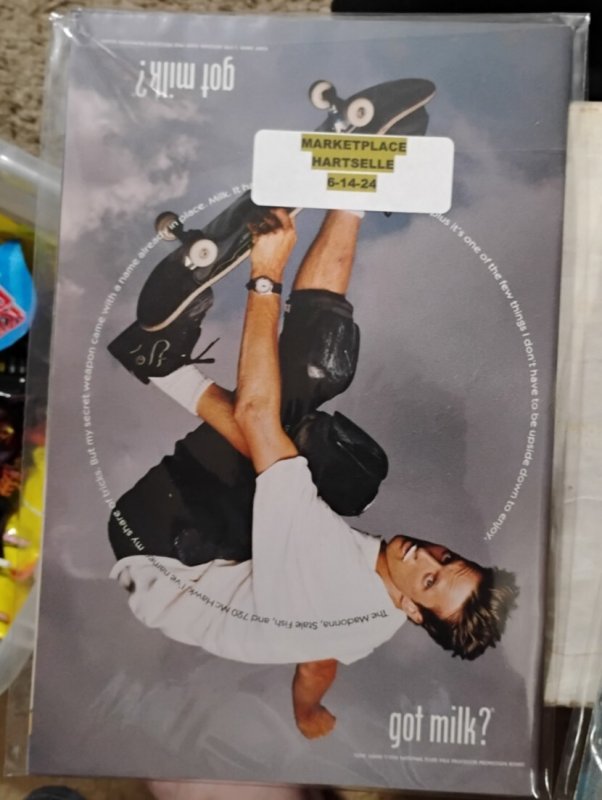 got milk?
MARKETPLACE
HARTSELLE
6-14-24
The Madonna, Stale Fish, and 720 McHawk. I've named my share of tricks. But my secret weapon came with a name already in place. Milk. It
plus it's one of the few things I don't have to be upside down to enjoy.
got milk?